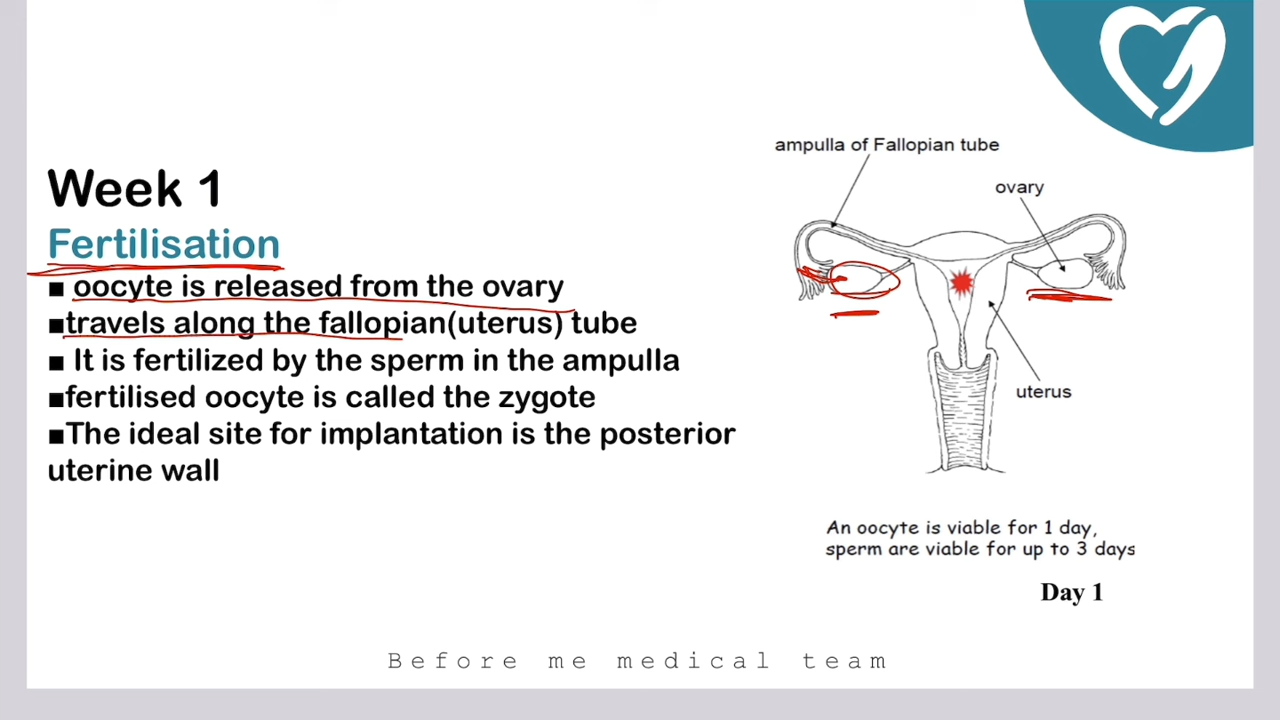 Week 1
Fertilisation
■ oocyte is released from the ovary
■travels along the fallopian(uterus) tube
■ It is fertilized by the sperm in the ampulla
■fertilised oocyte is called the zygote
■The ideal site for implantation is the posterior
uterine wall
ampulla of Fallopian tube
ovary
uterus
An oocyte is viable for 1 day,
sperm are viable for up to 3 days
Day 1
Before me medical team